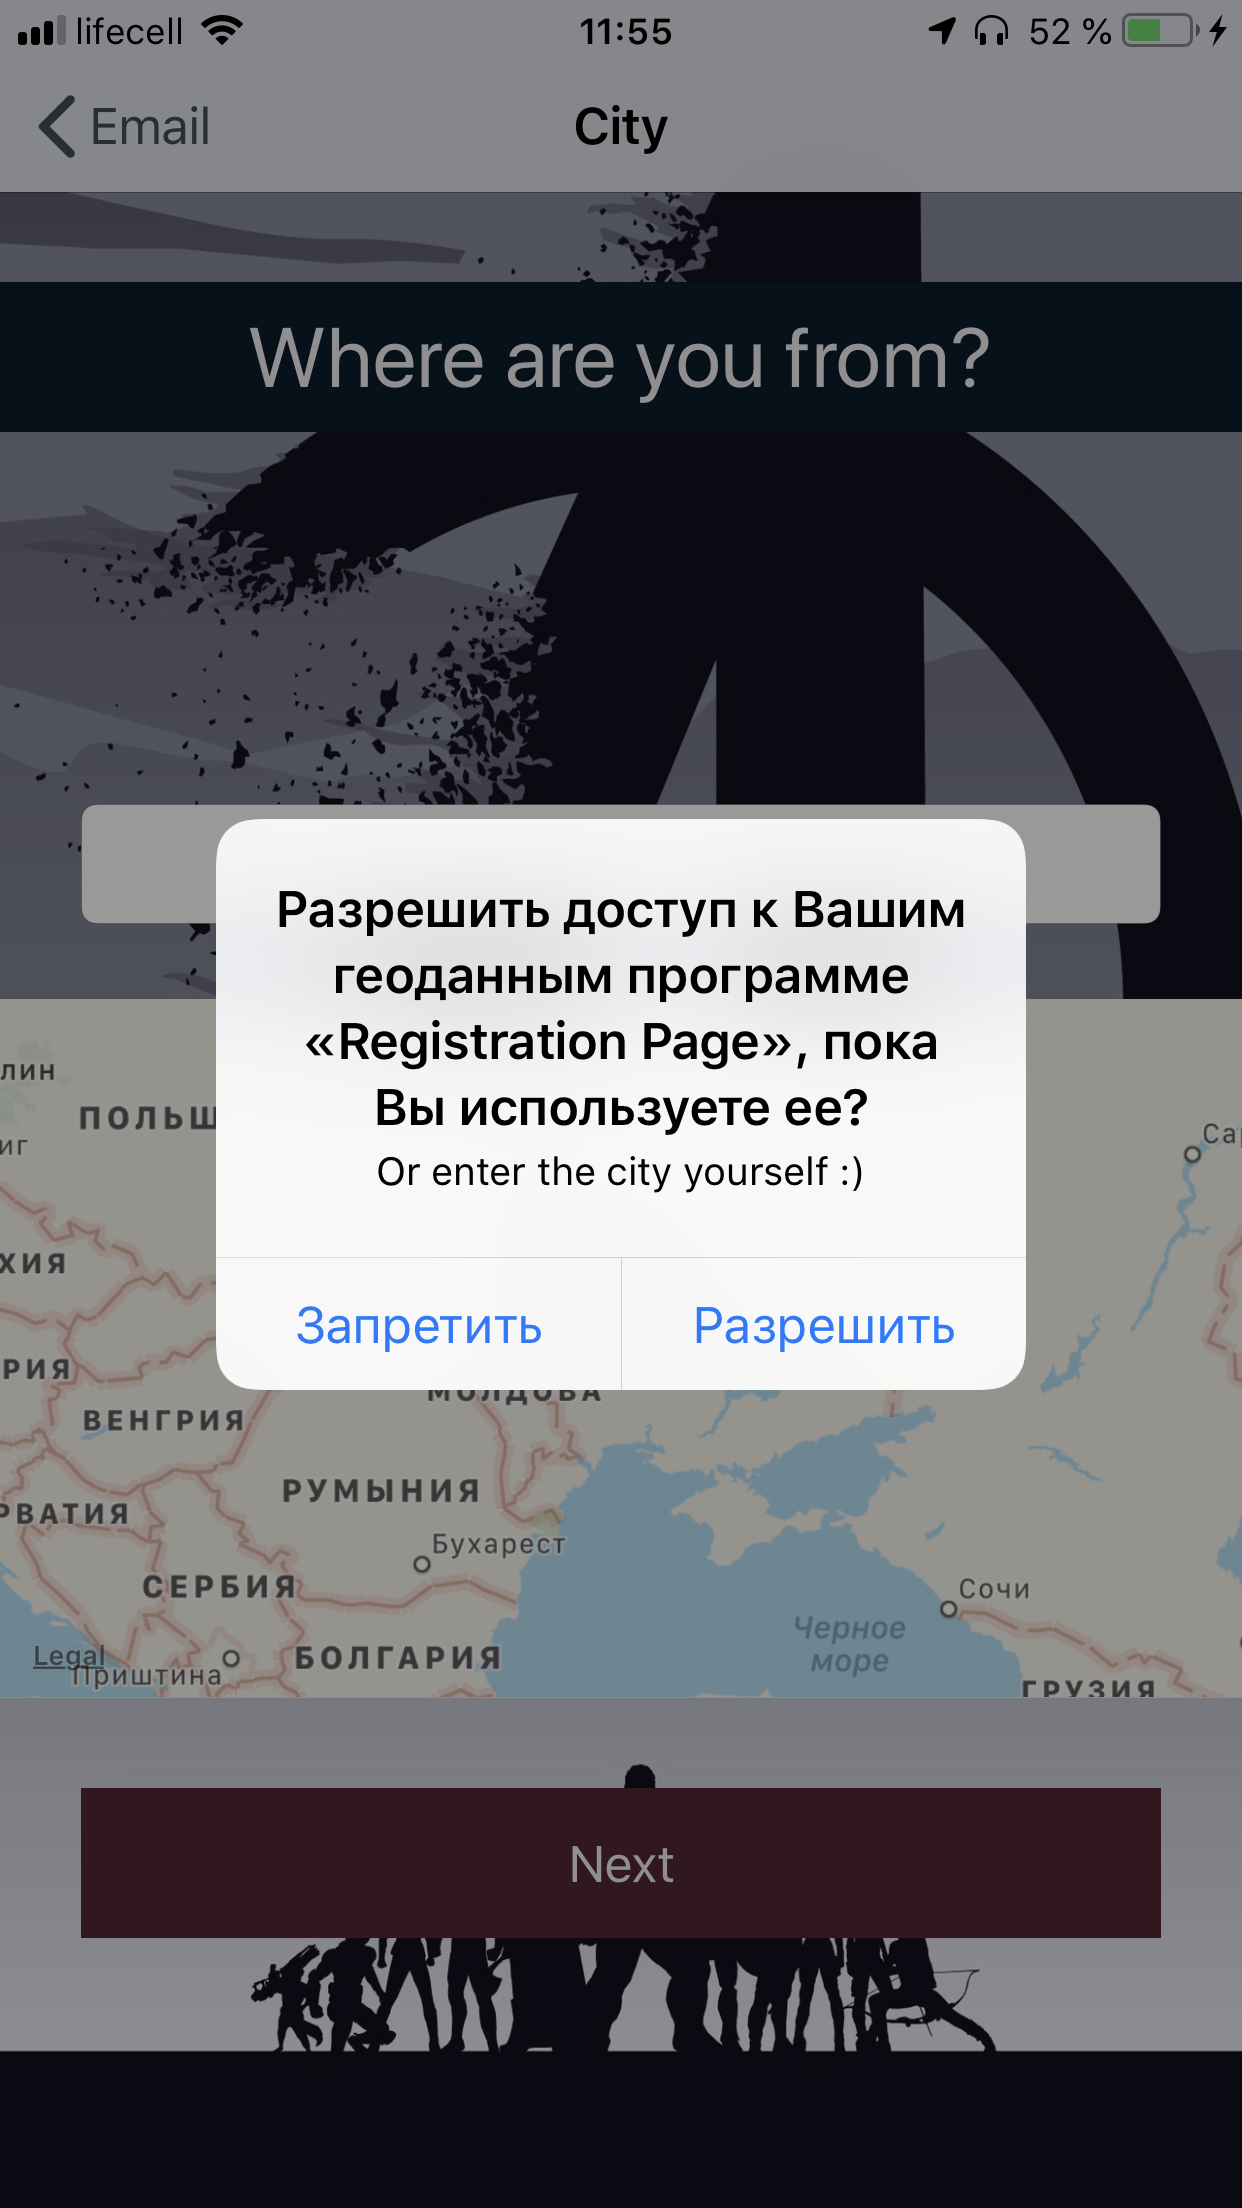 lifecell 11:55 52 %
Email City
Where are you from?
Разрешить доступ к Вашим
геоданным программе
«Registration Page», пока
Вы используете ее?
Or enter the city yourself :)
Запретить Разрешить
лин
ПОЛЬШ
иг
Сар
ХИЯ
РИЯ
МОЛДОВА
ВЕНГРИЯ
РУМЫНИЯ
РВАТИЯ
Бухарест
СЕРБИЯ
Сочи
Черное
море
Legal
Приштина
БОЛГАРИЯ
ГРУЗИЯ
Next